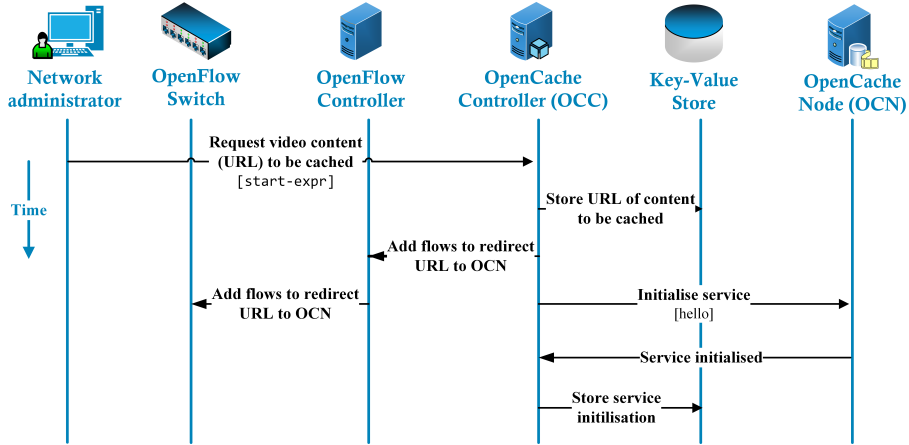 Network
administrator
OpenFlow
Switch
OpenFlow
Controller
OpenCache
Controller (OCC)
Key-Value
Store
OpenCache
Node (OCN)
Request video content
(URL) to be cached
[start-expr]
Time
Store URL of content
to be cached
Add flows to redirect
URL to OCN
Add flows to redirect
URL to OCN
Initialise service
[hello]
Service initialised
Store service
initilisation